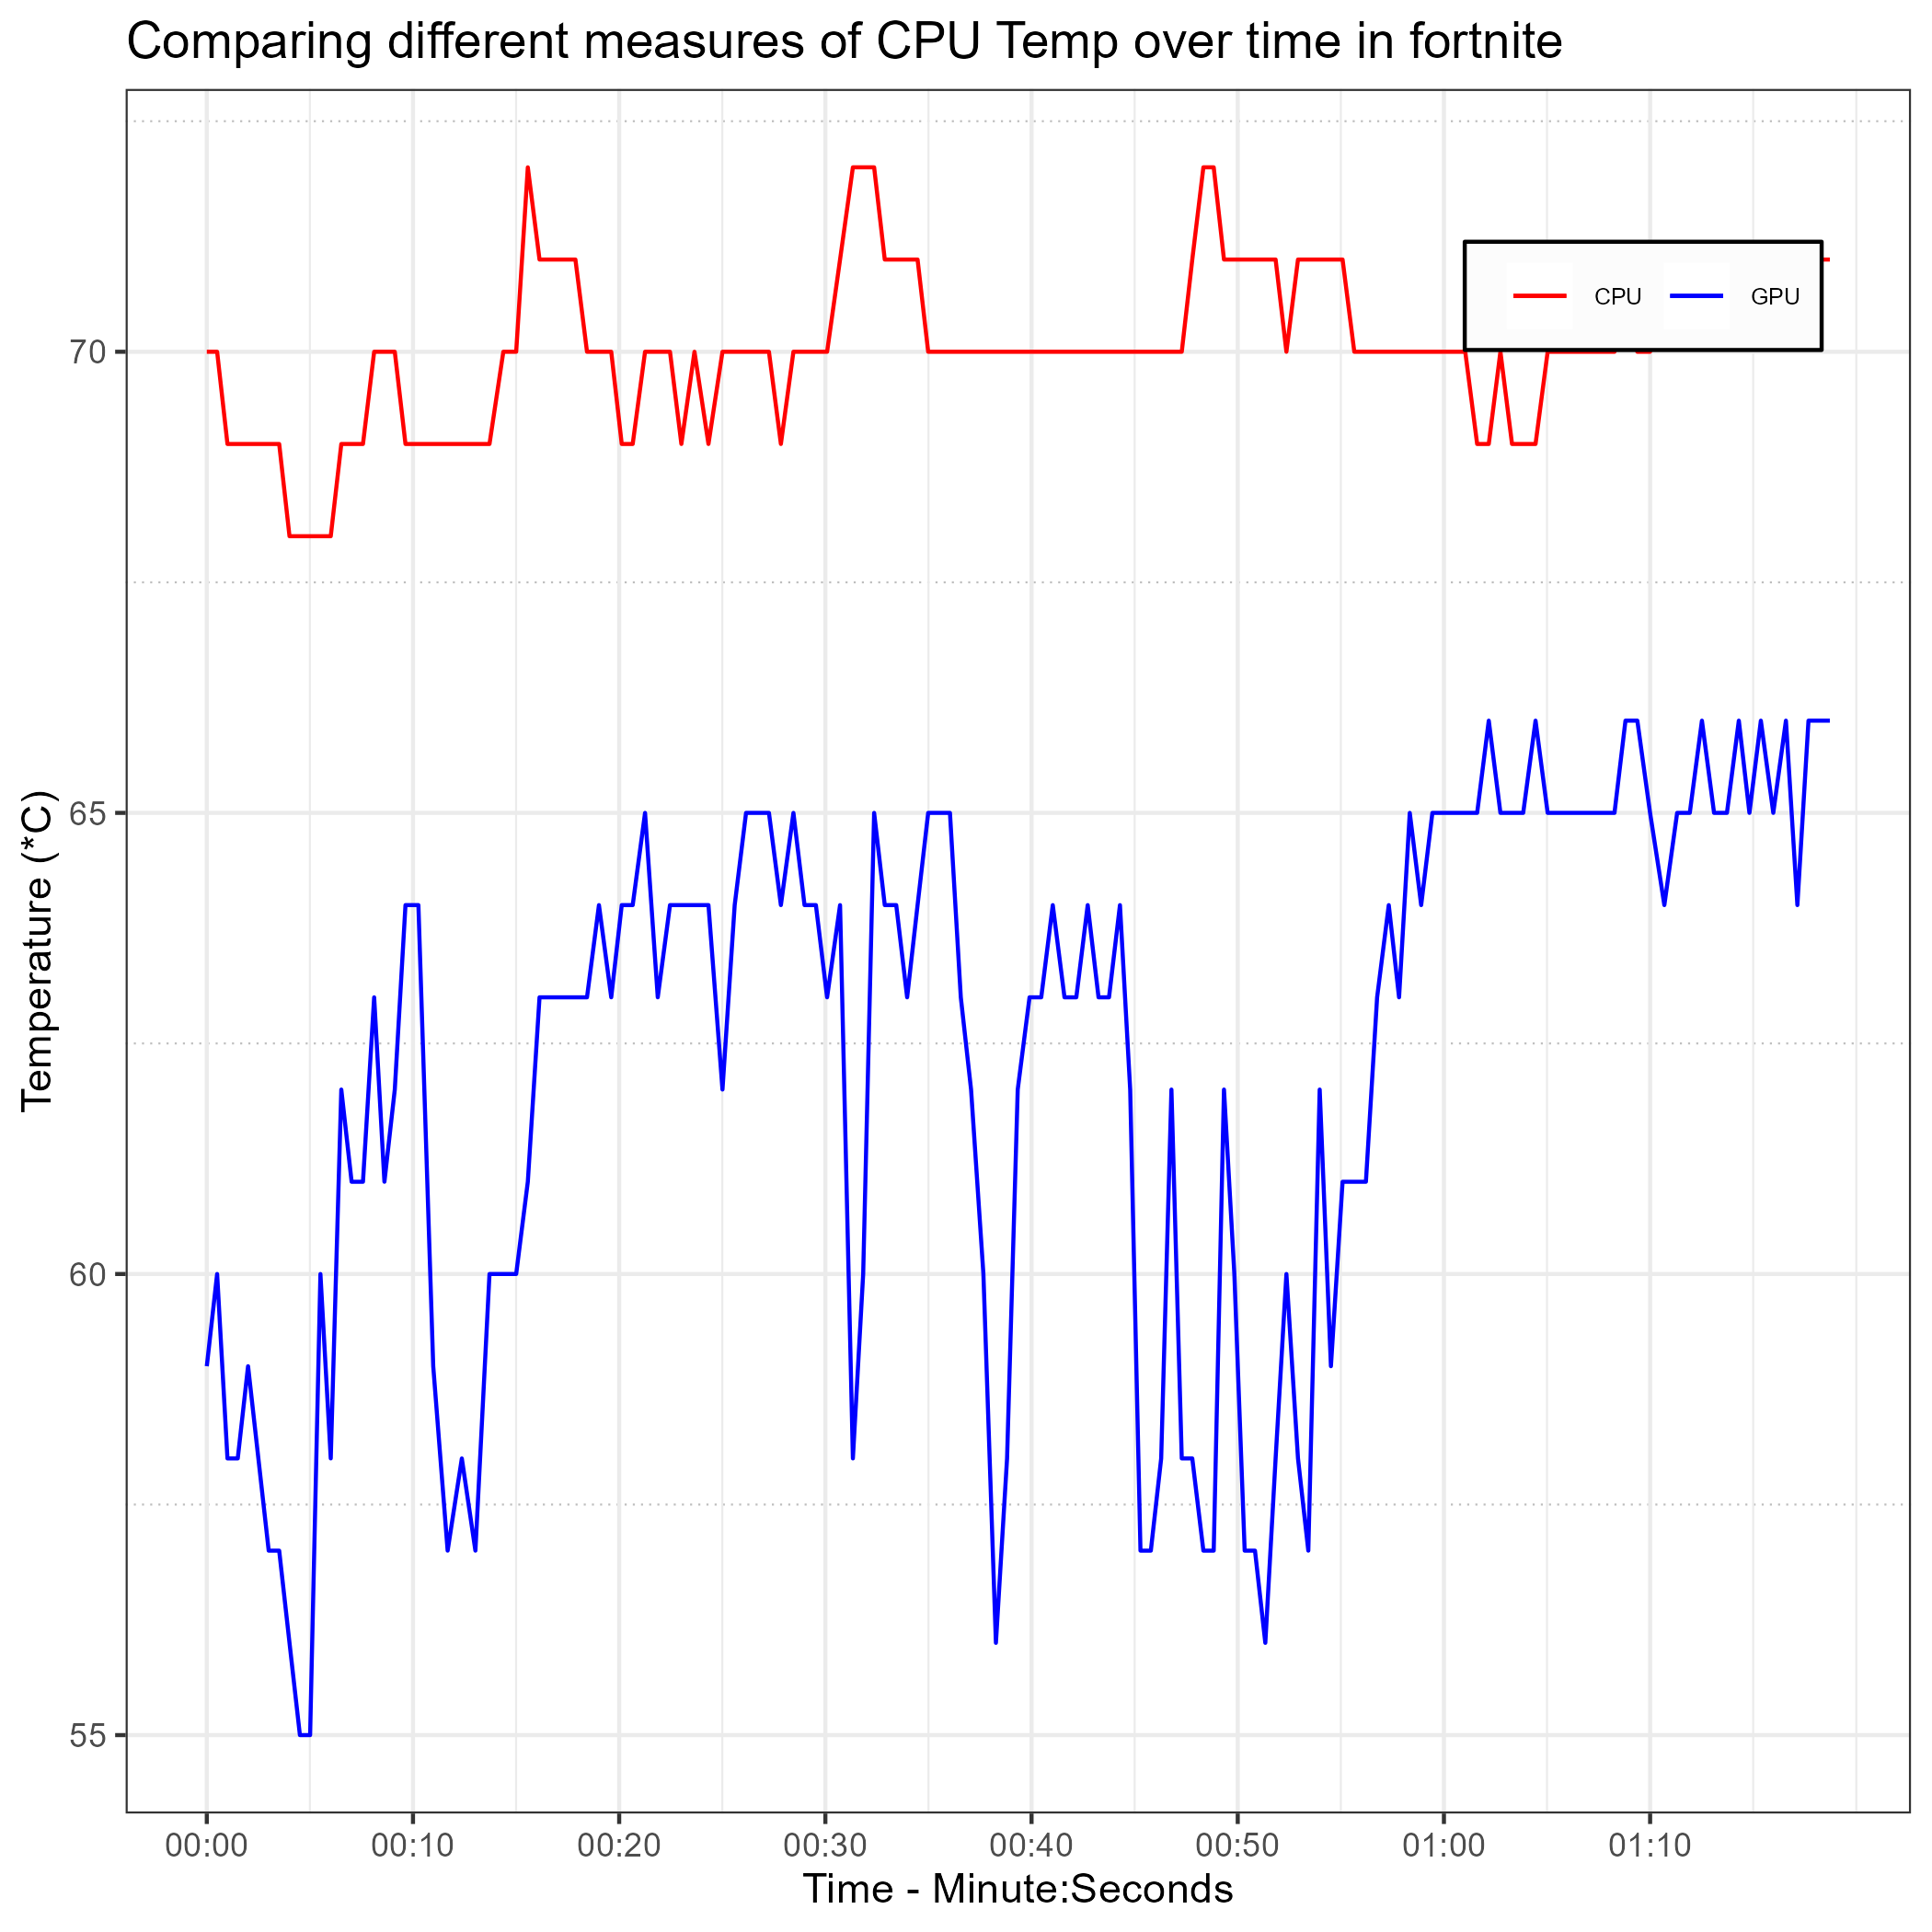 Comparing different measures of CPU Temp over time in fortnite
CPU GPU
70
65
60
55
Temperature (*C)
00:00 00:10 00:20 00:30 00:40 00:50 01:00 01:10
Time - Minute:Seconds